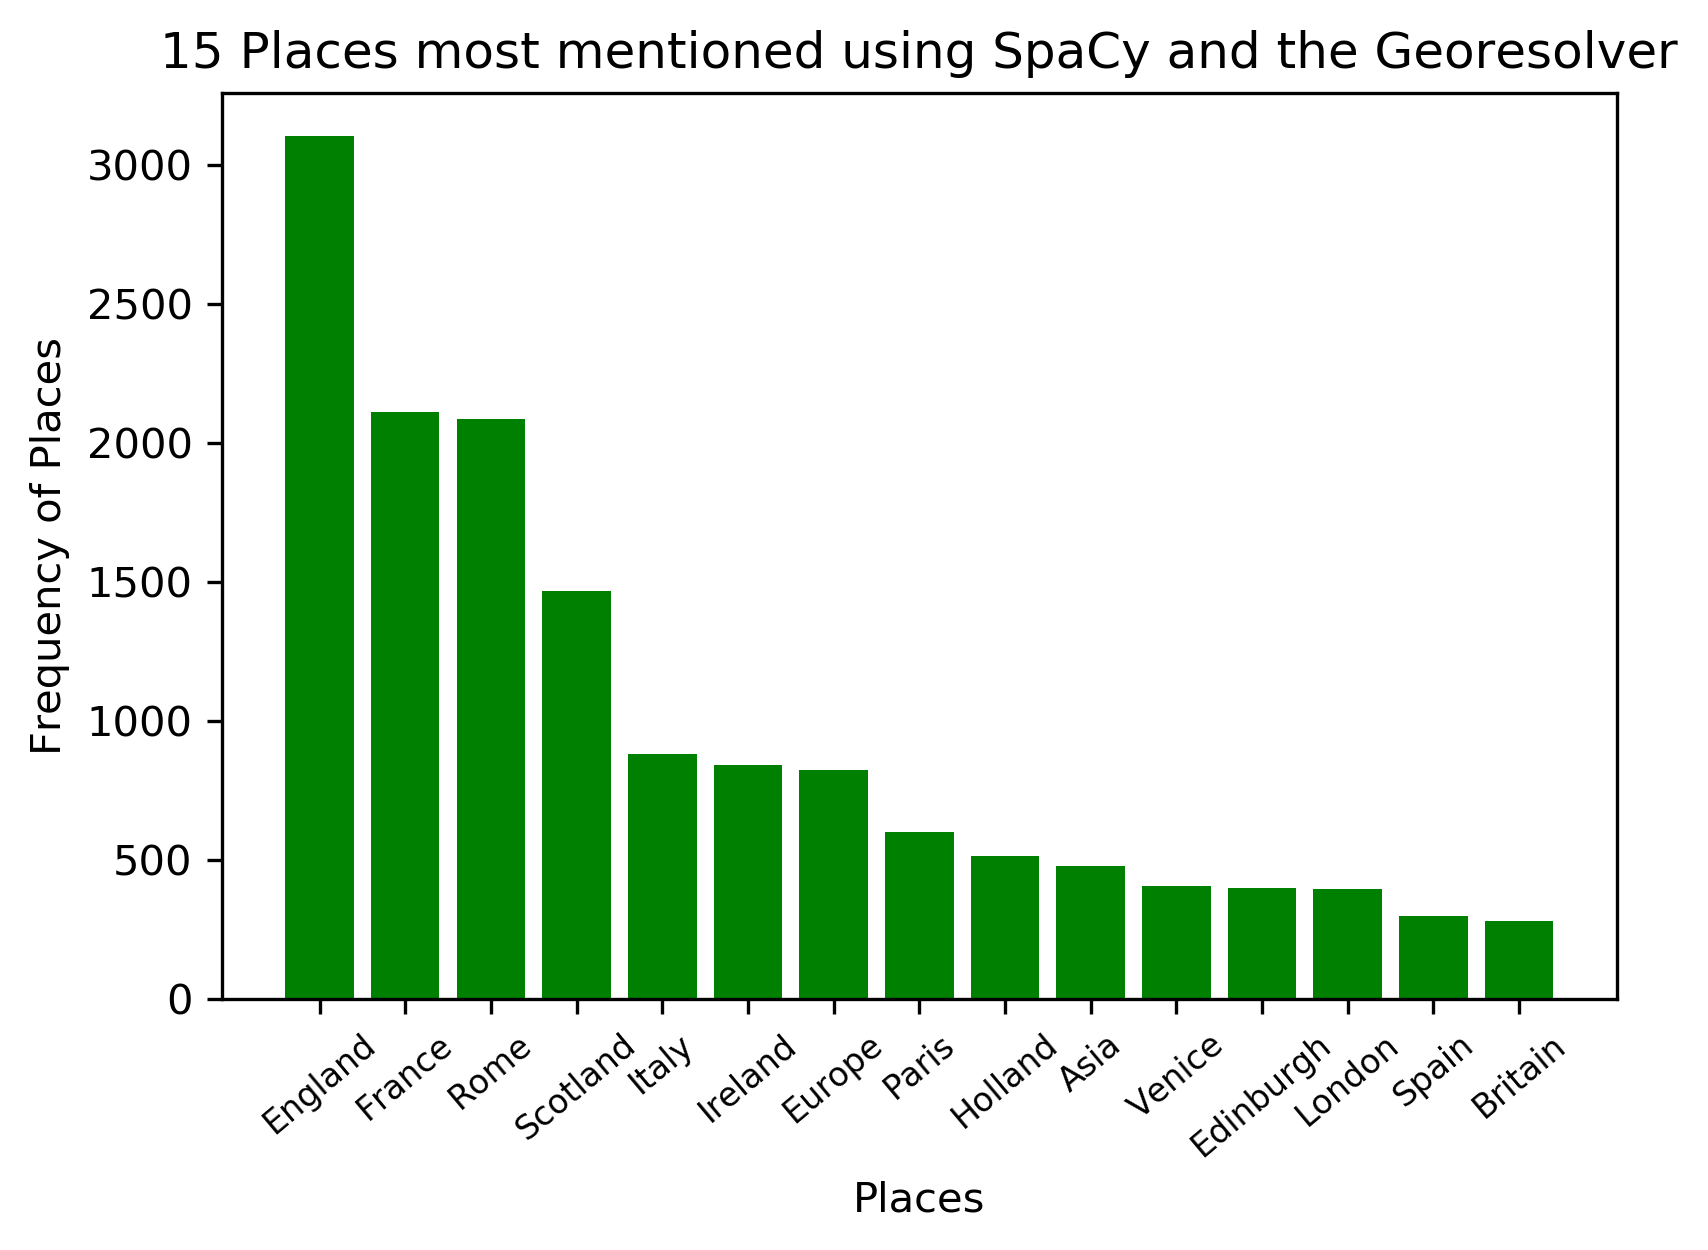 15 Places most mentioned using SpaCy and the Georesolver
Frequency of Places
3000
2500
2000
1500
1000
500
0
England
France
Rome
Scotland
Italy
Ireland
Europe
Paris
Holland
Asia
Venice
Edinburgh
London
Spain
Britain
Places